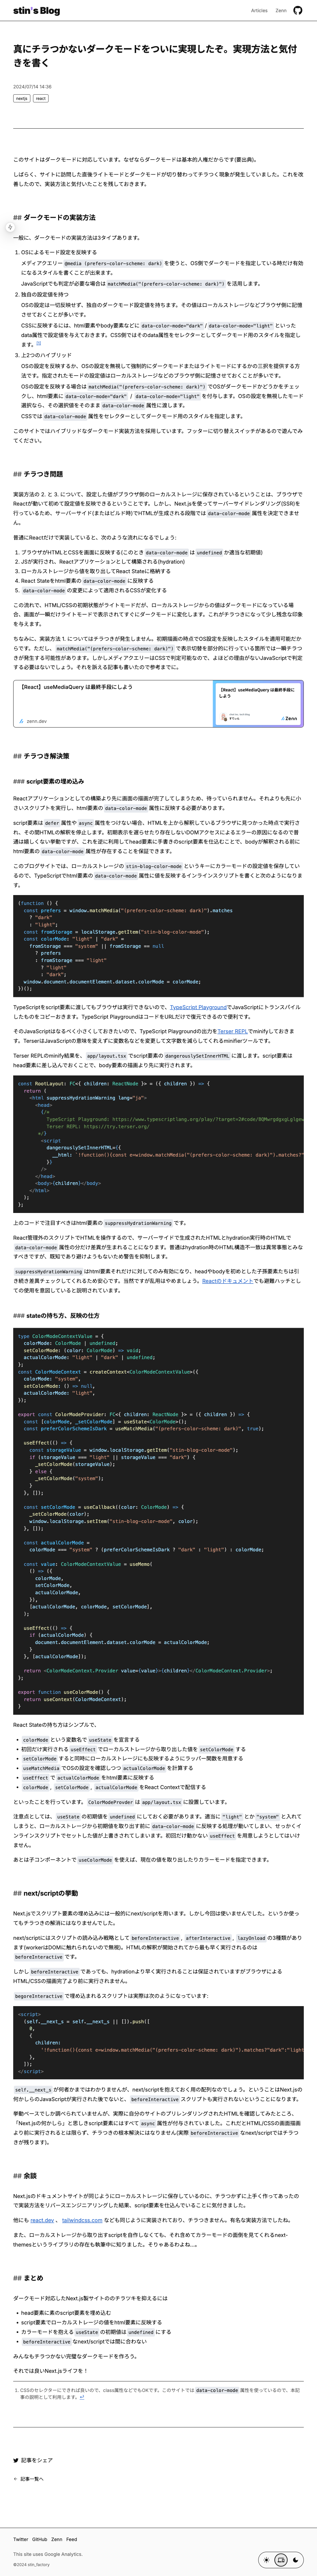 stin's Blog
Articles Zenn
真にチラつかないダークモードをついに実現したぞ。実現方法と気付
きを書く
2024/07/14 14:36
nextjs react
このサイトはダークモードに対応しています。なぜならダークモードは基本的人権だからです(要出典)。
しばらく、サイトに訪問した直後ライトモードとダークモードが切り替わってチラつく現象が発生していました。これを改
善したので、実装方法と気付いたことを残しておきます。
## ダークモードの実装方法
一般に、ダークモードの実装方法は3タイプあります。
1. OSによるモード設定を反映する
メディアクエリー @media (prefers-color-scheme: dark) を使うと、OS側でダークモードを指定している時だけ有効
になるスタイルを書くことが出来ます。
JavaScriptでも判定が必要な場合は matchMedia("(prefers-color-scheme: dark)") を活用します。
2. 独自の設定値を持つ
OSの設定は一切反映せず、独自のダークモード設定値を持ちます。その値はローカルストレージなどブラウザ側に記憶
させておくことが多いです。
CSSに反映するには、html要素やbody要素などに data-color-mode="dark" / data-color-mode="light" といった
data属性で設定値を与えておきます。CSS側ではそのdata属性をセレクターとしてダークモード用のスタイルを指定し
ます。[1]
3. 上2つのハイブリッド
OSの設定を反映するか、OSの設定を無視して強制的にダークモードまたはライトモードにするのかの3種類を扱う方
法です。指定されたモードの設定値はローカルストレージなどのブラウザ側に記憶させておくことが多いです。
OSの設定を反映する場合は matchMedia("(prefers-color-scheme: dark)") でOSがダークモードかどうかをチェッ
クし、html要素に data-color-mode="dark" / data-color-mode="light" を付与します。OSの設定を無視したモード
選択なら、その選択値をそのまま data-color-mode 属性に渡します。
CSSでは data-color-mode 属性をセレクターとしてダークモード用のスタイルを指定します。
このサイトではハイブリッドなダークモード実装方法を採用しています。フッターに切り替えスイッチがあるので遊んでみ
てください。
## チラつき問題
実装方法の 2. と 3. について、設定した値がブラウザ側のローカルストレージに保存されているということは、ブラウザで
Reactが動いて初めて設定値を反映できるということです。しかし、Next.jsを使ってサーバーサイドレンダリング(SSR)を
行っているため、サーバーサイド(またはビルド時)でHTMLが生成される段階では data-color-mode 属性を決定できませ
ん。
普通にReactだけで実装していると、次のような流れになるでしょう:
1. ブラウザがHTMLとCSSを画面に反映する(このとき data-color-mode は undefined か適当な初期値)
2. JSが実行され、Reactアプリケーションとして構築される(hydration)
3. ローカルストレージから値を取り出してReact Stateに格納する
4. React Stateをhtml要素の data-color-mode に反映する
5. data-color-mode の変更によって適用されるCSSが変化する
この流れで、HTML/CSSの初期状態がライトモードだが、ローカルストレージからの値はダークモードになっている場
合、画面が一瞬だけライトモードで表示されてすぐにダークモードに変化します。これがチラつきになってひどく残念な体験
を与えます。
ちなみに、実装方法 1. についてはチラつきが発生しません。初期描画の時点でOS設定を反映したスタイルを適用可能だか
らです。ただし、 matchMedia("(prefers-color-scheme: dark)") で表示切替を部分的に行っている箇所では一瞬チラつ
きが発生する可能性があります。しかしメディアクエリーはCSSで判定可能なので、よほどの理由がないJavaScriptで判定
する必要はないでしょう。それを訴える記事も書いたので参考までに。
【React】useMediaQuery は最終手段にしよう
zenn.dev
【React】useMediaQuery は最終手段に
しよう
Zenn
## チラつき解決策
### script要素の埋め込み
Reactアプリケーションとしての構築より先に画面の描画が完了してしまうため、待っていられません。それよりも先に小
さいスクリプトを実行し、html要素の data-color-mode 属性に反映する必要があります。
script要素は defer 属性や async 属性をつけない場合、HTMLを上から解釈しているブラウザに見つかった時点で実行さ
れ、その間HTMLの解釈を停止します。初期表示を遅らせたり存在しないDOMアクセスによるエラーの原因になるので普
通は嬉しくない挙動ですが、これを逆に利用してhead要素に手書きのscript要素を仕込むことで、bodyが解釈される前に
html要素の data-color-mode 属性が存在することを保証できます。
このブログサイトでは、ローカルストレージの stin-blog-color-mode というキーにカラーモードの設定値を保存してい
るので、TypeScriptでhtml要素の data-color-mode 属性に値を反映するインラインスクリプトを書くと次のようになりま
す。
(function () {
const prefers = window.matchMedia("(prefers-color-scheme: dark)").matches
? "dark"
: "light";
const fromStorage = localStorage.getItem("stin-blog-color-mode");
const colorMode: "light" | "dark" =
fromStorage === "system" || fromStorage == null
? prefers
: fromStorage === "light"
? "light"
: "dark";
window.document.documentElement.dataset.colorMode = colorMode;
})();
TypeScriptをscript要素に渡してもブラウザは実行できないので、TypeScript PlaygroundでJavaScriptにトランスパイル
したものをコピーおきます。TypeScript PlaygroundはコードをURLだけで復元できるので便利です。
そのJavaScriptはなるべく小さくしておきたいので、TypeScript Playgroundの出力をTerser REPLでminifyしておきま
す。TerserはJavaScriptの意味を変えずに変数名などを変えて文字数を減らしてくれるminifierツールです。
Terser REPLのminify結果を、 app/layout.tsx でscript要素の dangerouslySetInnerHTML に渡します。script要素は
head要素に差し込んでおくことで、body要素の描画より先に実行されます。
const RootLayout: FC<{ children: ReactNode }> = ({ children }) => {
return (
<html suppressHydrationWarning lang="ja">
<head>
{/*
TypeScript Playground: https://www.typescriptlang.org/play/?target=2#code/
Terser REPL: https://try.terser.org/
*/}
<script
dangerouslySetInnerHTML={{
__html: `!function(){const e=window.matchMedia("(prefers-color-scheme: dark)").matches?"
}}
/>
</head>
<body>{children}</body>
</html>
);
};
上のコードで注目すべきはhtml要素の suppressHydrationWarning です。
React管理外のスクリプトでHTMLを操作するので、サーバーサイドで生成されたHTMLとhydration実行時のHTMLで
data-color-mode 属性の分だけ差異が生まれることになります。普通はhydration時のHTML構造不一致は異常事態なので
すべきですが、既知であり避けようもないため警告を抑制します。
suppressHydrationWarning はhtml要素それだけに対してのみ有効になり、headやbodyを初めとした子孫要素たちは引
き続き差異チェックしてくれるため安心です。当然ですが乱用はやめましょう。Reactのドキュメントでも避難ハッチとし
ての使用を意図していると説明されています。
### stateの持ち方、反映の仕方
type ColorModeContextValue = {
colorMode: ColorMode | undefined;
setColorMode: (color: ColorMode) => void;
actualColorMode: "light" | "dark" | undefined;
};
const ColorModeContext = createContext<ColorModeContextValue>({
colorMode: "system",
setColorMode: () => null,
actualColorMode: "light",
});
export const ColorModeProvider: FC<{ children: ReactNode }> = ({ children }) => {
const [colorMode, _setColorMode] = useState<ColorMode>();
const preferColorSchemeIsDark = useMatchMedia("(prefers-color-scheme: dark)", true);
useEffect(() => {
const storageValue = window.localStorage.getItem("stin-blog-color-mode");
if (storageValue === "light" || storageValue === "dark") {
_setColorMode(storageValue);
} else {
_setColorMode("system");
}
}, []);
const setColorMode = useCallback((color: ColorMode) => {
_setColorMode(color);
window.localStorage.setItem("stin-blog-color-mode", color);
}, []);
const actualColorMode =
colorMode === "system" ? (preferColorSchemeIsDark ? "dark" : "light") : colorMode;
const value: ColorModeContextValue = useMemo(
() => ({
colorMode,
setColorMode,
actualColorMode,
}),
[actualColorMode, colorMode, setColorMode],
);
useEffect(() => {
if (actualColorMode) {
document.documentElement.dataset.colorMode = actualColorMode;
}
}, [actualColorMode]);
return <ColorModeContext.Provider value={value}>{children}</ColorModeContext.Provider>;
};
export function useColorMode() {
return useContext(ColorModeContext);
}
React Stateの持ち方はシンプルで、
• colorMode という変数名で useState を宣言する
• 初回だけ実行される useEffect でローカルストレージから取り出した値を setColorMode する
• setColorMode すると同時にローカルストレージにも反映するようにラッパー関数を用意する
• useMatchMedia でOSの設定を確認しつつ actualColorMode を計算する
• useEffect で actualColorMode をhtml要素に反映する
• colorMode 、 setColorMode 、 actualColorMode をReact Contextで配信する
といったことを行っています。 ColorModeProvider は app/layout.tsx に設置しています。
注意点としては、 useState の初期値を undefined にしておく必要があります。適当に "light" とか "system" と入れて
しまうと、ローカルストレージから初期値を取り出す前に data-color-mode に反映する処理が動いてしまい、せっかくイ
ンラインスクリプトでセットした値が上書きされてしまいます。初回だけ動かない useEffect を用意しようとしてはいけ
ません。
あとは子コンポーネントで useColorMode を使えば、現在の値を取り出したりカラーモードを指定できます。
## next/scriptの挙動
Next.jsでスクリプト要素の埋め込みには一般的にnext/scriptを用います。しかし今回は使いませんでした。というか使っ
てもチラつきの解消にはなりませんでした。
next/scriptにはスクリプトの読み込み戦略として beforeInteractive 、 afterInteractive 、 lazyOnload の3種類があり
ます(workerはDOMに触れられないので無視)。HTMLの解釈が開始されてから最も早く実行されるのは
beforeInteractive です。
しかし beforeInteractive であっても、hydrationより早く実行されることは保証されていますがブラウザによる
HTML/CSSの描画完了より前に実行されません。
begoreInteractive で埋め込まれるスクリプトは実際は次のようになっています:
<script>
(self.__next_s = self.__next_s || []).push([
0,
{
children:
'!function(){const e=window.matchMedia("(prefers-color-scheme: dark)").matches?"dark":"light"
},
]);
</script>
self.__next_s が何者かまではわかりませんが、next/scriptを抱えておく用の配列なのでしょう。ということはNext.jsの
何かしらのJavaScriptが実行された後でないと、 beforeInteractive スクリプトも実行されないということになります。
挙動ベースでしか調べられていませんが、実際に自分のサイトのプリレンダリングされたHTMLを確認してみたところ、
「Next.jsの何かしら」と思しきscript要素にはすべて async 属性が付与されていました。これだとHTML/CSSの画面描画
より前に実行されるとは限らず、チラつきの根本解決にはなりません(実際 beforeInteractive なnext/scriptではチラつ
きが残ります)。
## 余談
Next.jsのドキュメントサイトが同じようにローカルストレージに保存しているのに、チラつかずに上手く作ってあったの
で実装方法をリバースエンジニアリングした結果、script要素を仕込んでいることに気付きました。
他にも react.dev 、 tailwindcss.com なども同じように実装されており、チラつきません。有名な実装方法でしたね。
また、ローカルストレージから取り出すscriptを自作しなくても、それ含めてカラーモードの面倒を見てくれるnext-
themesというライブラリの存在も執筆中に知りました。そりゃあるわよね…。
## まとめ
ダークモード対応したNext.js製サイトのチラツキを抑えるには
• head要素に素のscript要素を埋め込む
• script要素でローカルストレージの値をhtml要素に反映する
• カラーモードを抱える useState の初期値は undefined にする
• beforeInteractive なnext/scriptでは間に合わない
みんなもチラつかない完璧なダークモードを作ろう。
それでは良いNext.jsライフを！
1. CSSのセレクターにできれば良いので、class属性などでもOKです。このサイトでは data-color-mode 属性を使っているので、本記
事の説明として利用します。↩
記事をシェア
← 記事一覧へ
Twitter GitHub Zenn Feed
This site uses Google Analytics.
©2024 stin_factory